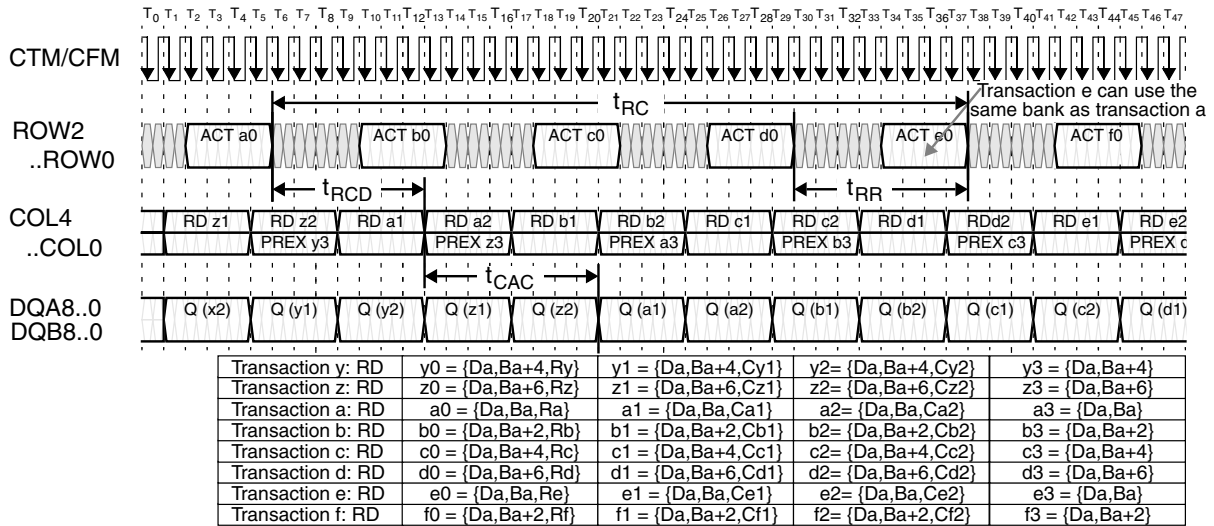 T0 T1 T2 T3 T4 T5 T6 T7 T8 T9 T10 T11 T12 T13 T14 T15 T16 T17 T18 T19 T20 T21 T22 T23 T24 T25 T26 T27 T28 T29 T30 T31 T32 T33 T34 T35 T36 T37 T38 T39 T40 T41 T42 T43 T44 T45 T46 T47
CTM/CFM
Transaction e can use the
same bank as transaction a
tRC
ROW2
..ROW0
ACT a0 ACT b0 ACT c0 ACT d0 ACT e0 ACT f0
tRCD tRR
COL4
..COL0
RD z1 RD z2 RD a1 RD a2 RD b1 RD b2 RD c1 RD c2 RD d1 RDd2 RD e1 RD e2
PREX y3 PREX z3 PREX a3 PREX b3 PREX c3 PREX d
tCAC
DQA8..0
DQB8..0
Q (x2) Q (y1) Q (y2) Q (z1) Q (z2) Q (a1) Q (a2) Q (b1) Q (b2) Q (c1) Q (c2) Q (d1)
Transaction y: RD y0 = {Da,Ba+4,Ry} y1 = {Da,Ba+4,Cy1} y2= {Da,Ba+4,Cy2} y3 = {Da,Ba+4}
Transaction z: RD z0 = {Da,Ba+6,Rz} z1 = {Da,Ba+6,Cz1} z2= {Da,Ba+6,Cz2} z3 = {Da,Ba+6}
Transaction a: RD a0 = {Da,Ba,Ra} a1 = {Da,Ba,Ca1} a2= {Da,Ba,Ca2} a3 = {Da,Ba}
Transaction b: RD b0 = {Da,Ba+2,Rb} b1 = {Da,Ba+2,Cb1} b2= {Da,Ba+2,Cb2} b3 = {Da,Ba+2}
Transaction c: RD c0 = {Da,Ba+4,Rc} c1 = {Da,Ba+4,Cc1} c2= {Da,Ba+4,Cc2} c3 = {Da,Ba+4}
Transaction d: RD d0 = {Da,Ba+6,Rd} d1 = {Da,Ba+6,Cd1} d2= {Da,Ba+6,Cd2} d3 = {Da,Ba+6}
Transaction e: RD e0 = {Da,Ba,Re} e1 = {Da,Ba,Ce1} e2= {Da,Ba,Ce2} e3 = {Da,Ba}
Transaction f: RD f0 = {Da,Ba+2,Rf} f1 = {Da,Ba+2,Cf1} f2= {Da,Ba+2,Cf2} f3 = {Da,Ba+2}